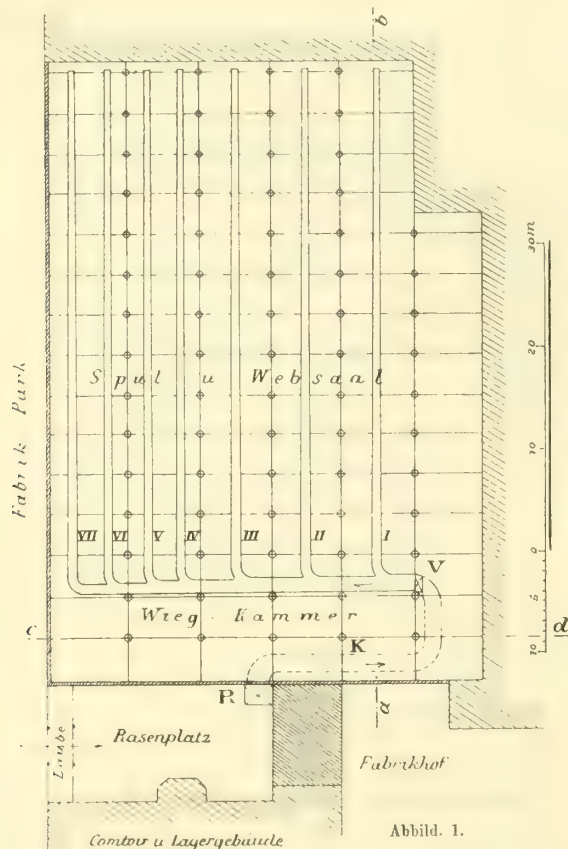 b
30m
20
10
0
5
10
Fabrik Park
Spul u Websaal
VII VI V IV III II I
V
Wieg. Kammer
c
d
K
R
a
Rasenplatz
Laube
Fabrikhof
Comtoir u Lagergebäude
Abbild. 1.